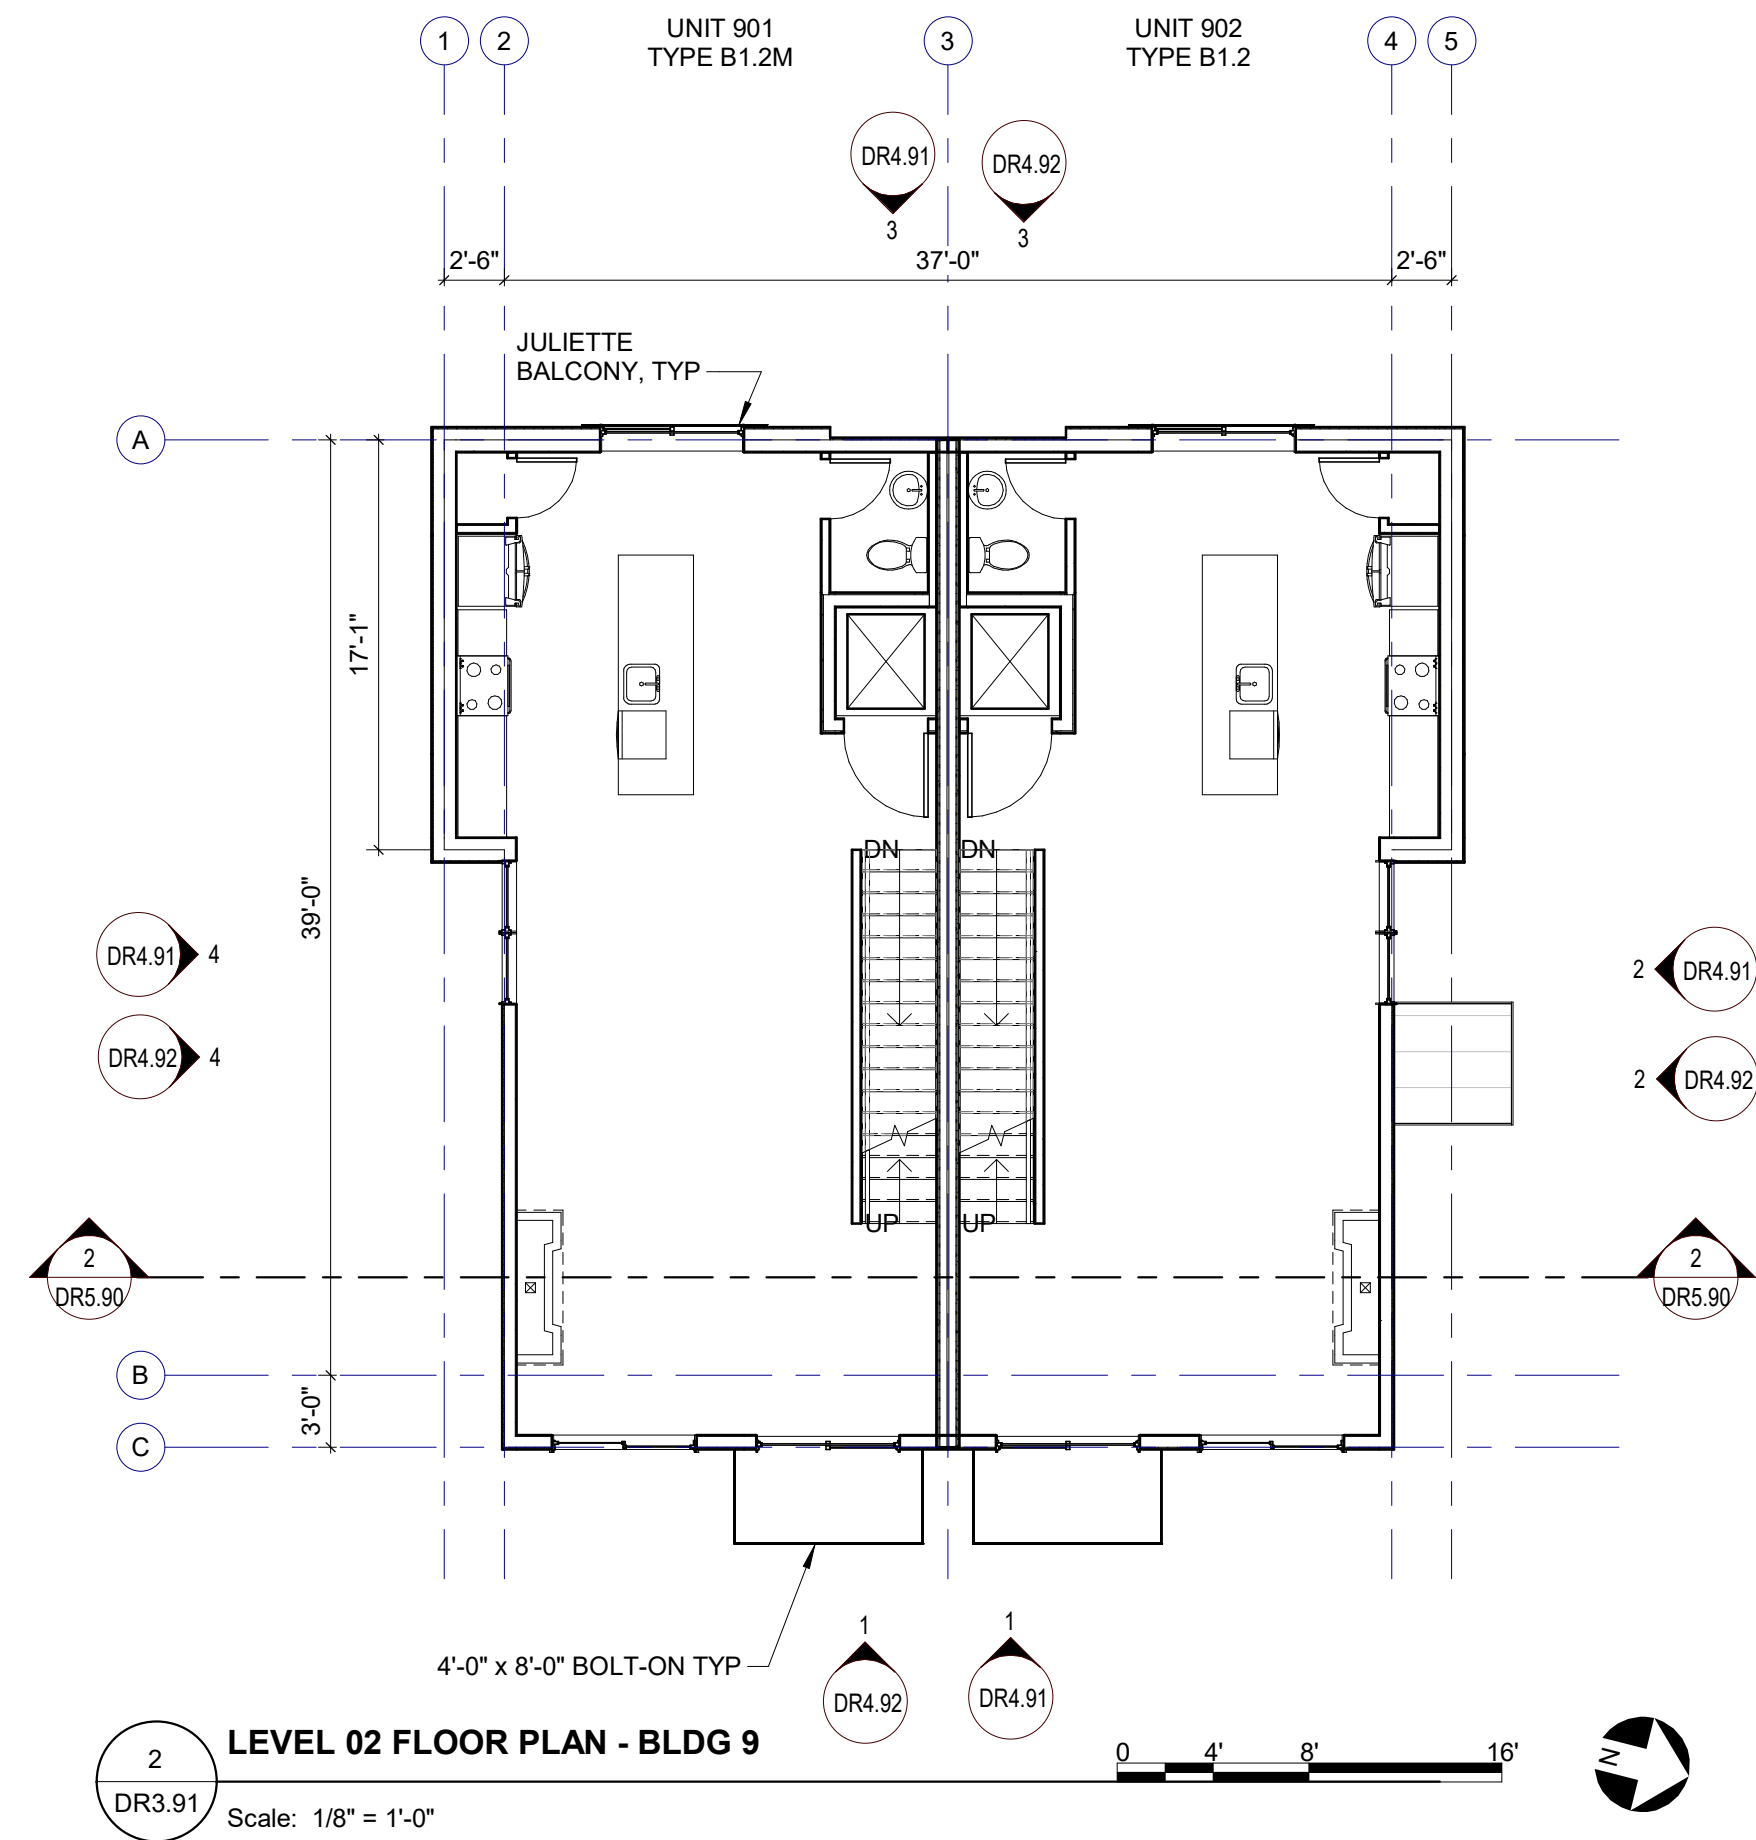 1
2
UNIT 901
TYPE B1.2M
3
UNIT 902
TYPE B1.2
4
5
DR4.91
3
DR4.92
3
2'-6"
37'-0"
2'-6"
JULIETTE
BALCONY, TYP
A
17'-1"
39'-0"
DN
DN
DR4.91
4
2
DR4.91
DR4.92
4
2
DR4.92
UP
UP
2
DR5.90
2
DR5.90
B
3'-0"
C
4'-0" x 8'-0" BOLT-ON TYP
1
DR4.92
1
DR4.91
2
DR3.91
LEVEL 02 FLOOR PLAN - BLDG 9
Scale: 1/8" = 1'-0"
0
4'
8'
16'
N